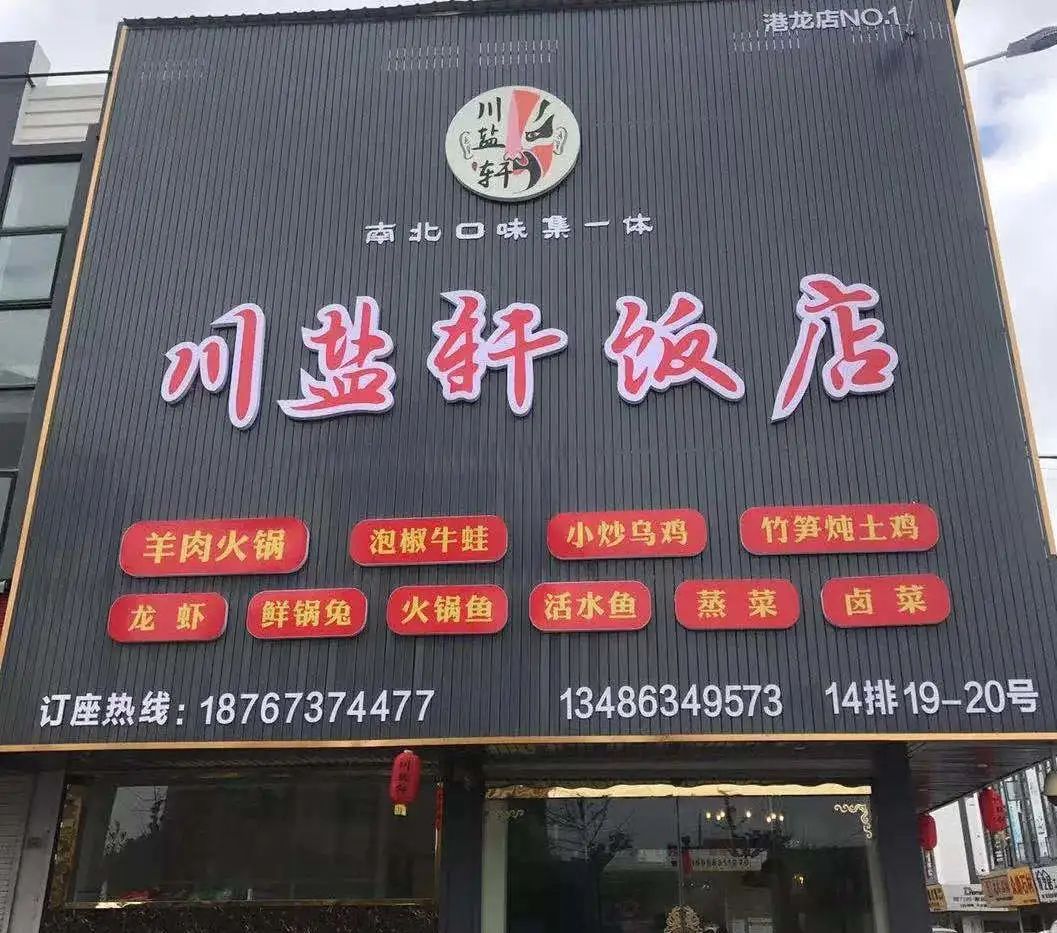 港龙店NO.1
川盐轩
南北口味集一体
川盐轩饭店
羊肉火锅 泡椒牛蛙 小炒乌鸡 竹笋炖土鸡
龙虾 鲜锅兔 火锅鱼 活水鱼 蒸菜 卤菜
订座热线：18767374477 13486349573 14排19-20号
川盐轩